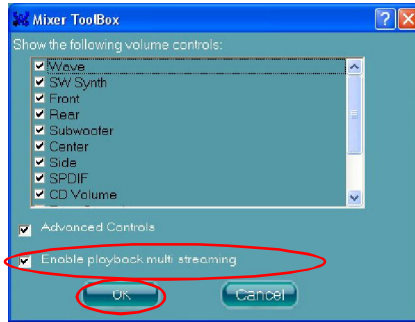 Mixer ToolBox
Show the following volume controls:
Wave
SW Synth
Front
Rear
Subwoofer
Center
Side
SPDIF
CD Volume
Advanced Controls
Enable playback multi streaming
OK
Cancel